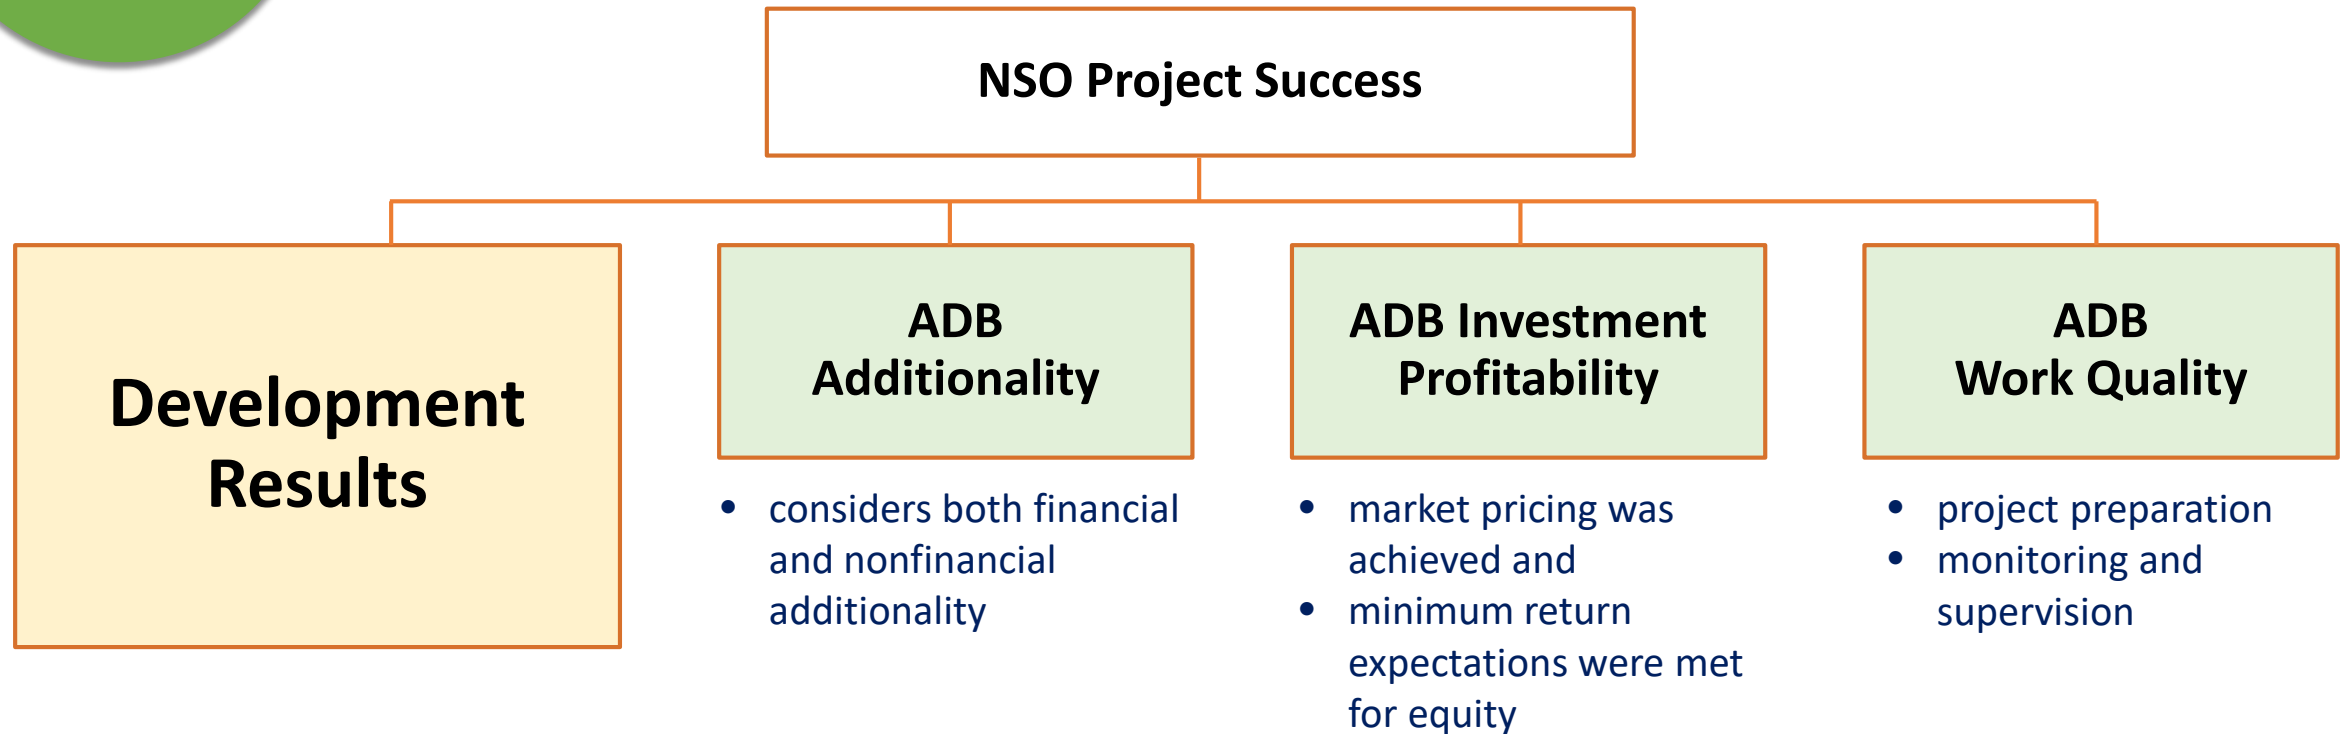 NSO Project Success
Development
Results
ADB
Additionality
• considers both financial
and nonfinancial
additionality
ADB Investment
Profitability
• market pricing was
achieved and
• minimum return
expectations were met
for equity
ADB
Work Quality
• project preparation
• monitoring and
supervision